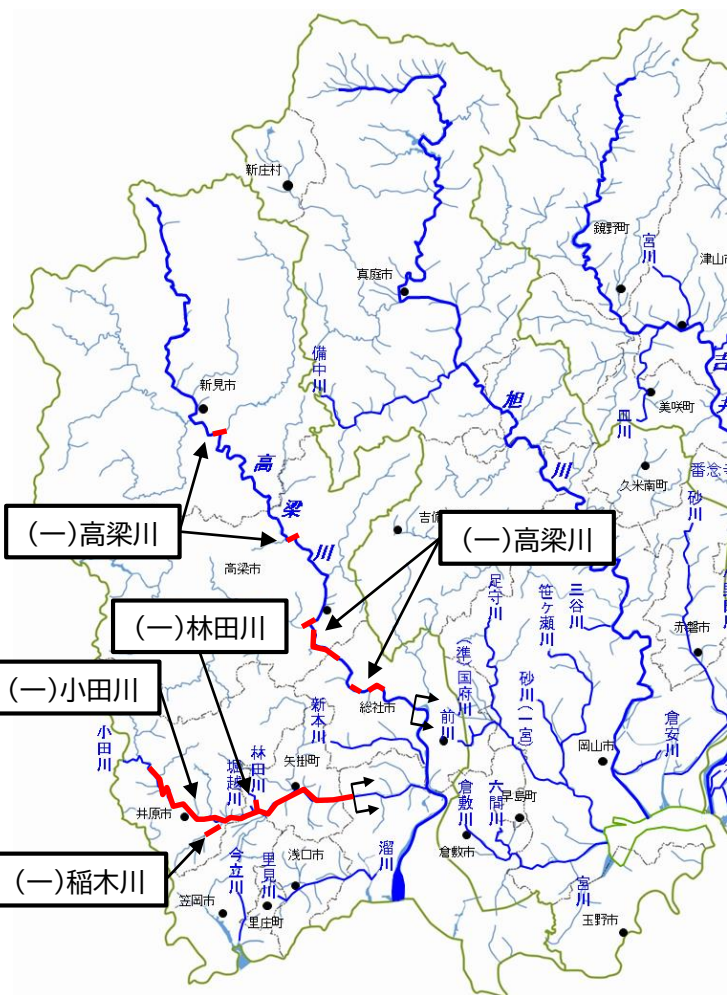 新庄村
鏡野町
宮川
津山市
真庭市
吉井
備中川
新見市
旭川
皿川
美咲町
高梁川
久米南町
砂川
(一)高梁川
高梁市
(一)高梁川
足守川
笹ヶ瀬川
三谷川
赤磐市
(一)林田川
(準)国府川
砂川(一宮)
(一)小田川
新本川
総社市
前川
倉安川
小田川
堀越川
林田川
矢掛町
岡山市
井原市
倉敷川
六間川
早島町
(一)稲木川
今立川
里見川
浅口市
溜川
倉敷市
笠岡市
里庄町
宮川
玉野市